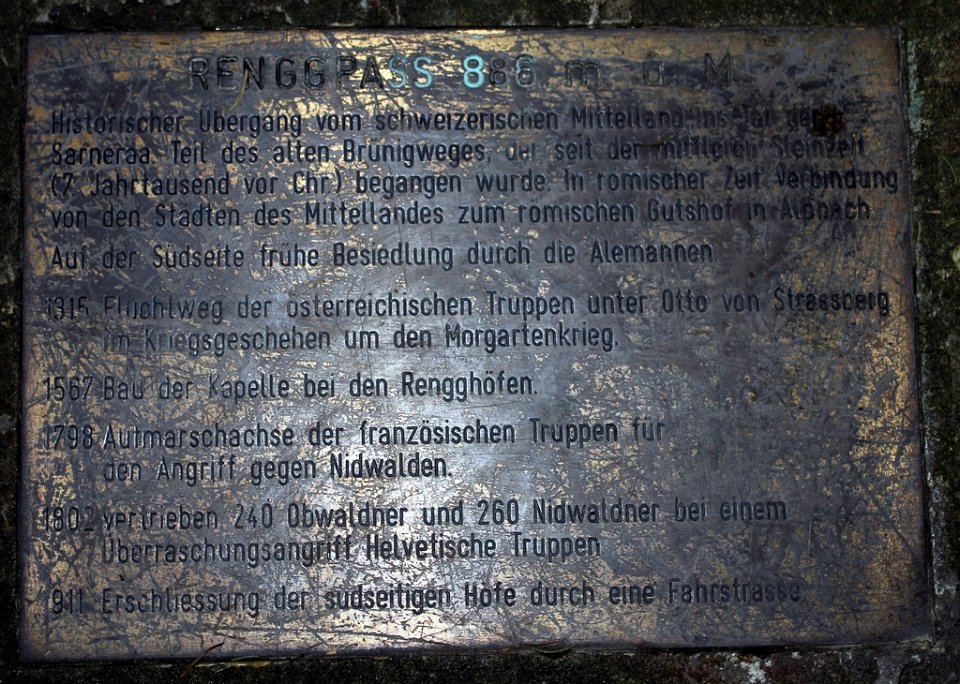 RENGGPASS 886 m ü M
Historischer Übergang vom schweizerischen Mittelland ins Tal der
Sarneraa. Teil des alten Brünigweges, der seit der mittleren Steinzeit
(7. Jahrtausend vor Chr.) begangen wurde. In römischer Zeit Verbindung
von den Städten des Mittellandes zum römischen Gutshof in Alpnach
Auf der Südseite frühe Besiedlung durch die Alemannen
1315 Fluchtweg der österreichischen Truppen unter Otto von Strassberg
im Kriegsgeschehen um den Morgartenkrieg.
1567 Bau der Kapelle bei den Rengghöfen.
1798 Aufmarschachse der französischen Truppen für
den Angriff gegen Nidwalden.
1802 vertrieben 240 Obwaldner und 260 Nidwaldner bei einem
Überraschungsangriff Helvetische Truppen
911 Erschliessung der südseitigen Höfe durch eine Fahrstrasse